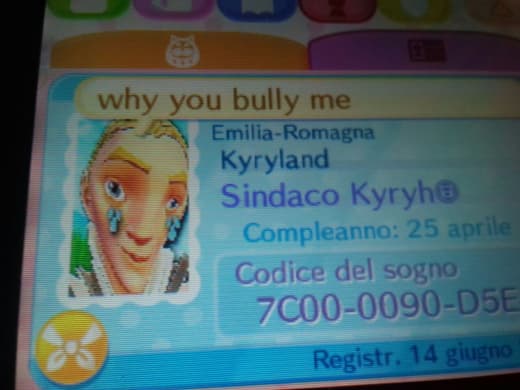 why you bully me
Emilia-Romagna
Kyryland
Sindaco Kyryh
Compleanno: 25 aprile
Codice del sogno
7C00-0090-D5E
Registr. 14 giugno